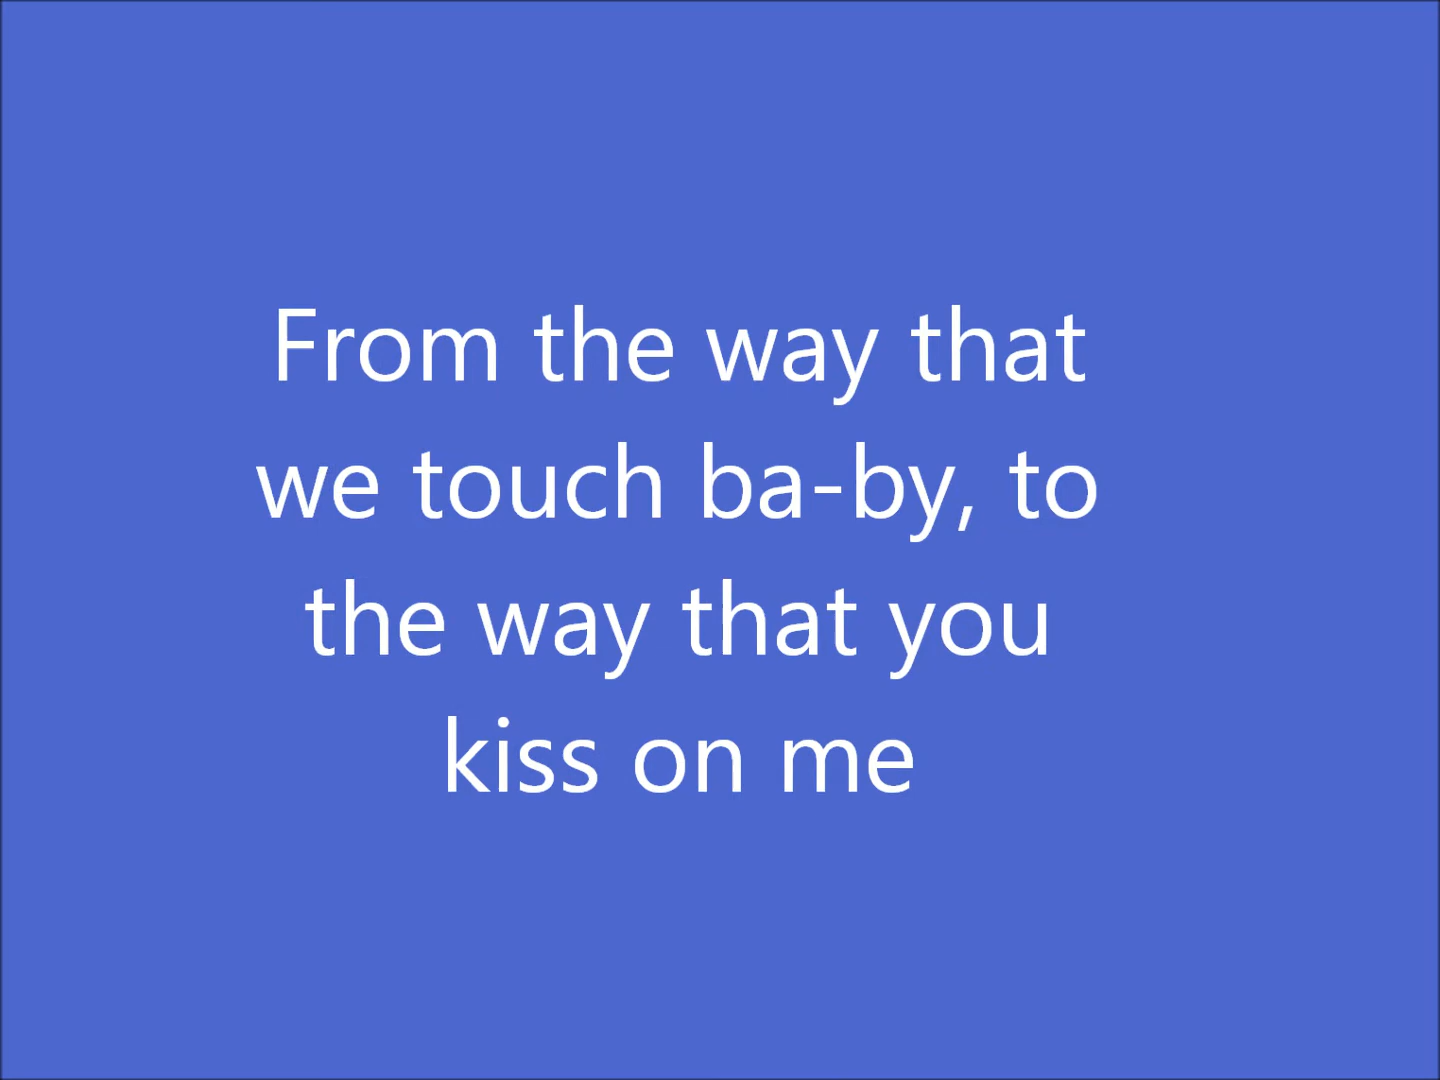 From the way that
we touch ba-by, to
the way that you
kiss on me